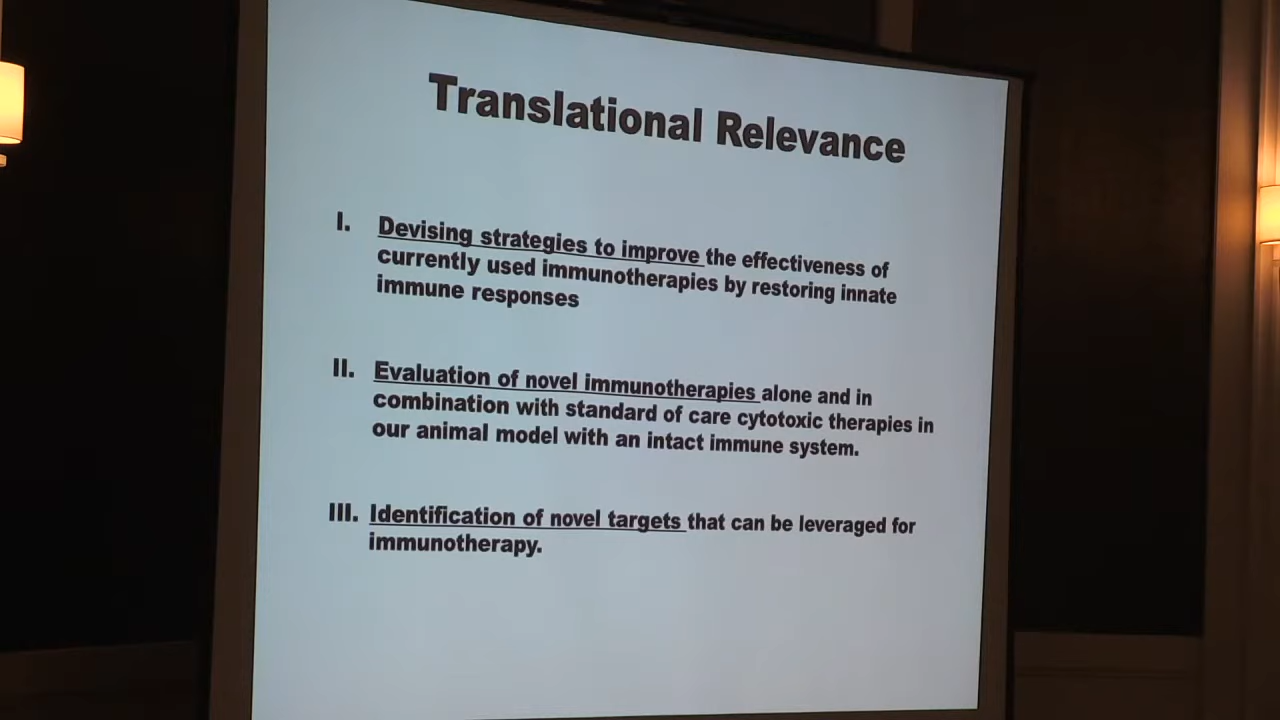 Translational Relevance
I. Devising strategies to improve the effectiveness of
currently used immunotherapies by restoring innate
immune responses
II. Evaluation of novel immunotherapies alone and in
combination with standard of care cytotoxic therapies in
our animal model with an intact immune system.
III. Identification of novel targets that can be leveraged for
immunotherapy.